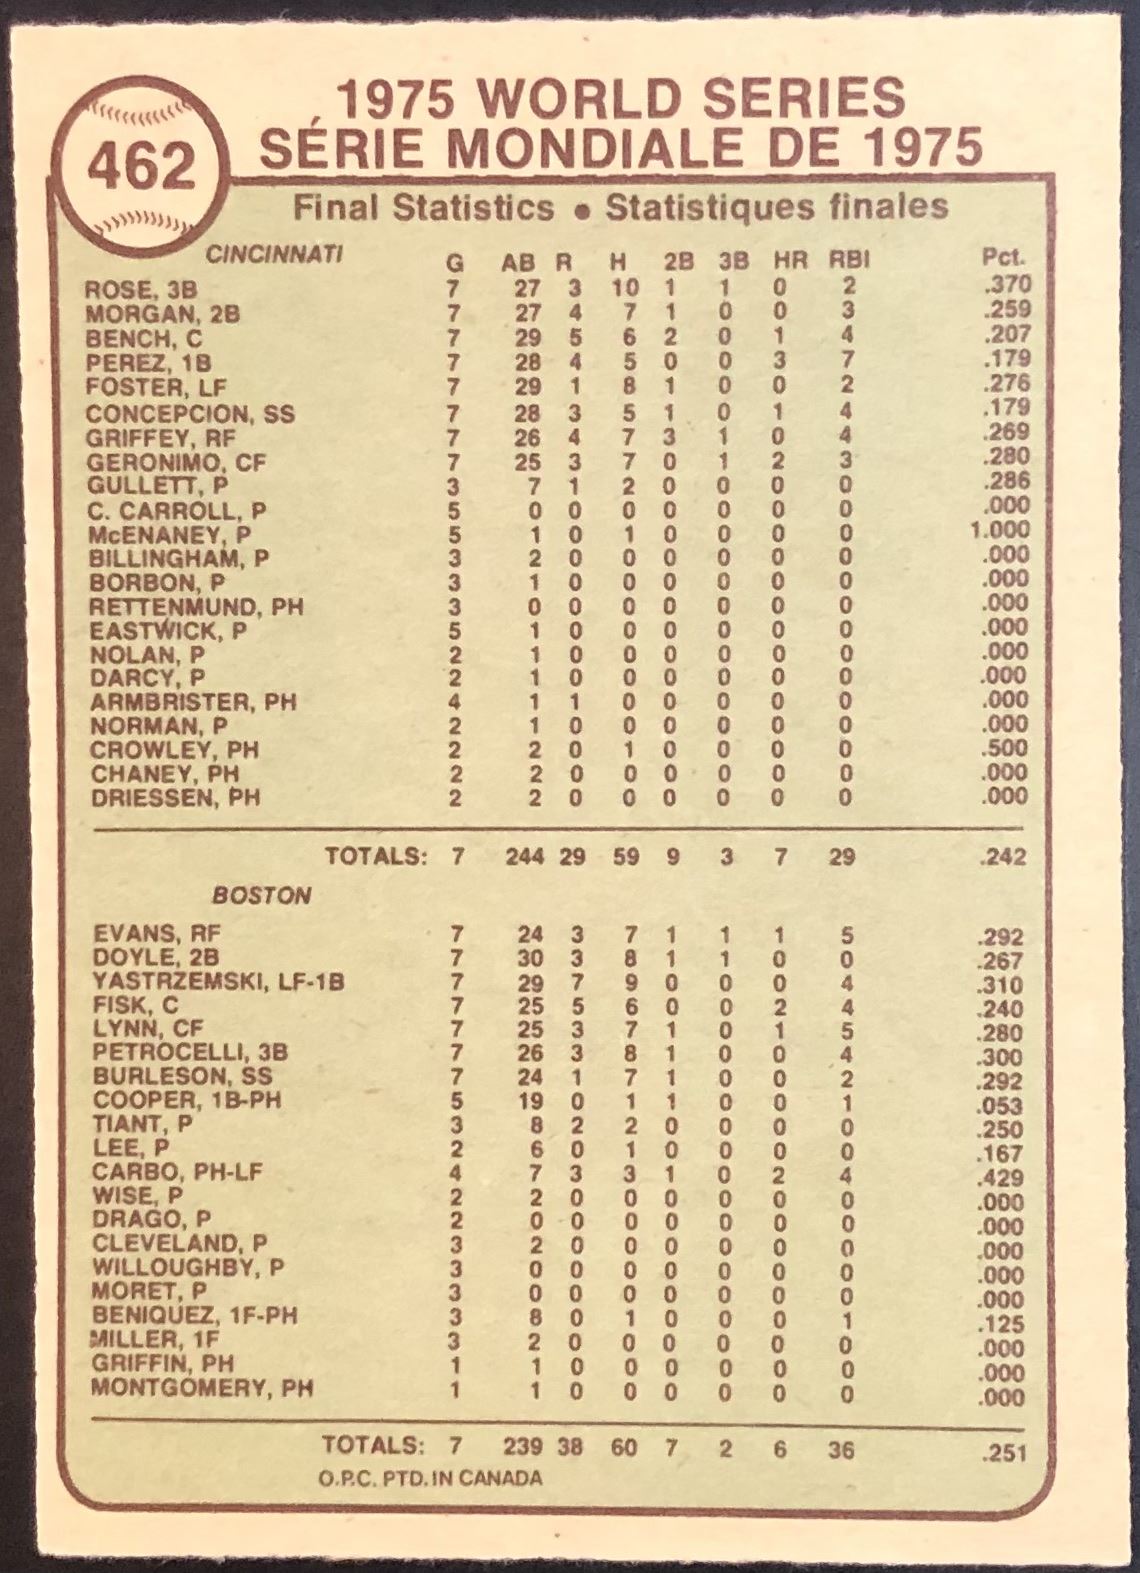 1975 WORLD SERIES
SÉRIE MONDIALE DE 1975
462
Final Statistics • Statistiques finales
CINCINNATI G AB R H 2B 3B HR RBI Pct.
ROSE, 3B 7 27 3 10 1 1 0 2 .370
MORGAN, 2B 7 27 4 7 1 0 0 3 .259
BENCH, C 7 29 5 6 2 0 1 4 .207
PEREZ, 1B 7 28 4 5 0 0 3 7 .179
FOSTER, LF 7 29 1 8 1 0 0 2 .276
CONCEPCION, SS 7 28 3 5 1 0 1 4 .179
GRIFFEY, RF 7 26 4 7 3 1 0 4 .269
GERONIMO, CF 7 25 3 7 0 1 2 3 .280
GULLETT, P 3 7 1 2 0 0 0 0 .286
C. CARROLL, P 5 0 0 0 0 0 0 0 .000
McENANEY, P 5 1 0 1 0 0 0 0 1.000
BILLINGHAM, P 3 2 0 0 0 0 0 0 .000
BORBON, P 3 1 0 0 0 0 0 0 .000
RETTENMUND, PH 3 0 0 0 0 0 0 0 .000
EASTWICK, P 5 1 0 0 0 0 0 0 .000
NOLAN, P 2 1 0 0 0 0 0 0 .000
DARCY, P 2 1 0 0 0 0 0 0 .000
ARMBRISTER, PH 4 1 1 0 0 0 0 0 .000
NORMAN, P 2 1 0 0 0 0 0 0 .000
CROWLEY, PH 2 2 0 1 0 0 0 0 .500
CHANEY, PH 2 2 0 0 0 0 0 0 .000
DRIESSEN, PH 2 2 0 0 0 0 0 0 .000
TOTALS: 7 244 29 59 9 3 7 29 .242
BOSTON
EVANS, RF 7 24 3 7 1 1 1 5 .292
DOYLE, 2B 7 30 3 8 1 1 0 0 .267
YASTRZEMSKI, LF-1B 7 29 7 9 0 0 0 4 .310
FISK, C 7 25 5 6 0 0 2 4 .240
LYNN, CF 7 25 3 7 1 0 1 5 .280
PETROCELLI, 3B 7 26 3 8 1 0 0 4 .300
BURLESON, SS 7 24 1 7 1 0 0 2 .292
COOPER, 1B-PH 5 19 0 1 1 0 0 1 .053
TIANT, P 3 8 2 2 0 0 0 0 .250
LEE, P 2 6 0 1 0 0 0 0 .167
CARBO, PH-LF 4 7 3 3 1 0 2 4 .429
WISE, P 2 2 0 0 0 0 0 0 .000
DRAGO, P 2 0 0 0 0 0 0 0 .000
CLEVELAND, P 3 2 0 0 0 0 0 0 .000
WILLOUGHBY, P 3 0 0 0 0 0 0 0 .000
MORET, P 3 0 0 0 0 0 0 0 .000
BENIQUEZ, 1F-PH 3 8 0 1 0 0 0 1 .125
MILLER, 1F 3 2 0 0 0 0 0 0 .000
GRIFFIN, PH 1 1 0 0 0 0 0 0 .000
MONTGOMERY, PH 1 1 0 0 0 0 0 0 .000
TOTALS: 7 239 38 60 7 2 6 36 .251
O.P.C. PTD. IN CANADA